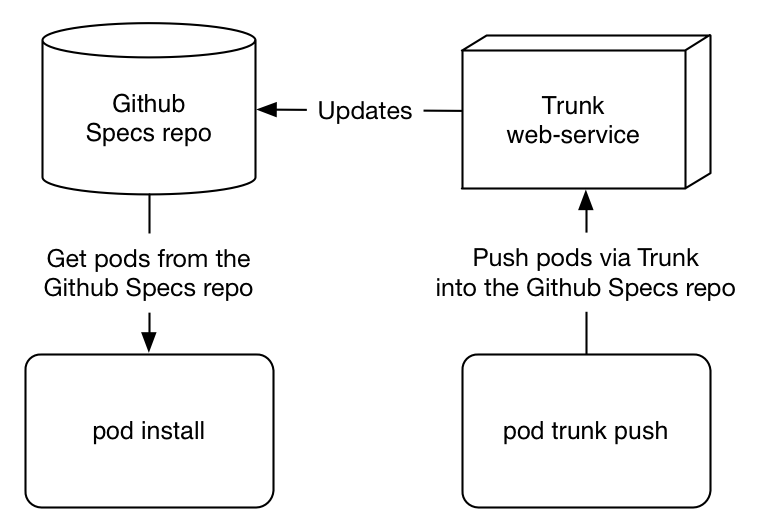 Github
Specs repo
Updates
Trunk
web-service
Get pods from the
Github Specs repo
Push pods via Trunk
into the Github Specs repo
pod install
pod trunk push